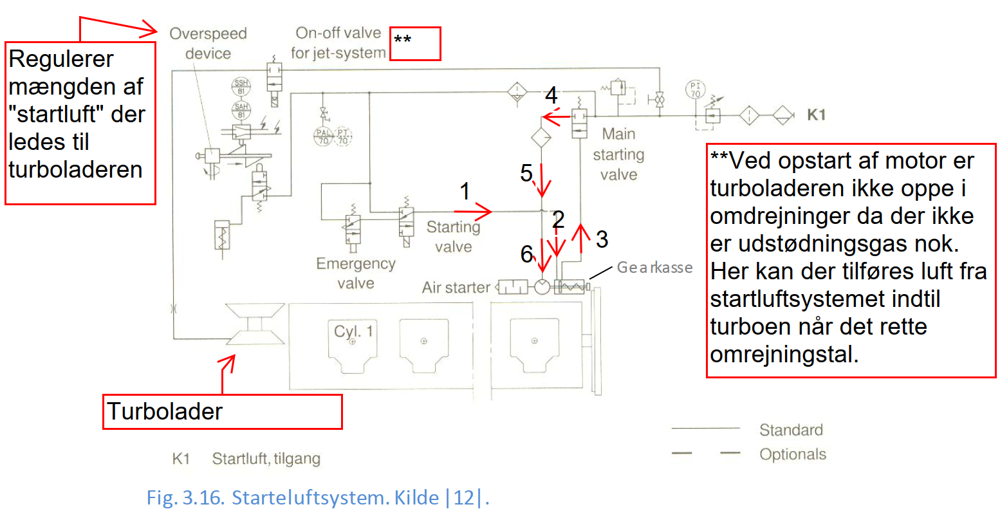 Regulerer
mængden af
"startluft" der
ledes til
turboladeren
Overspeed
device
On-off valve
for jet-system
**
SSH
81
SAH
81
PAL
70
PT
70
PI
70
K1
4
Main
starting
valve
5
1
2
3
6
Starting
valve
Emergency
valve
Gearkasse
Air starter
**Ved opstart af motor er
turboladeren ikke oppe i
omdrejninger da der ikke
er udstødningsgas nok.
Her kan der tilføres luft fra
startluftsystemet indtil
turboen når det rette
omrejningstal.
Cyl. 1
Turbolader
Standard
Optionals
K1 Startluft, tilgang
Fig. 3.16. Starteluftsystem. Kilde |12|.